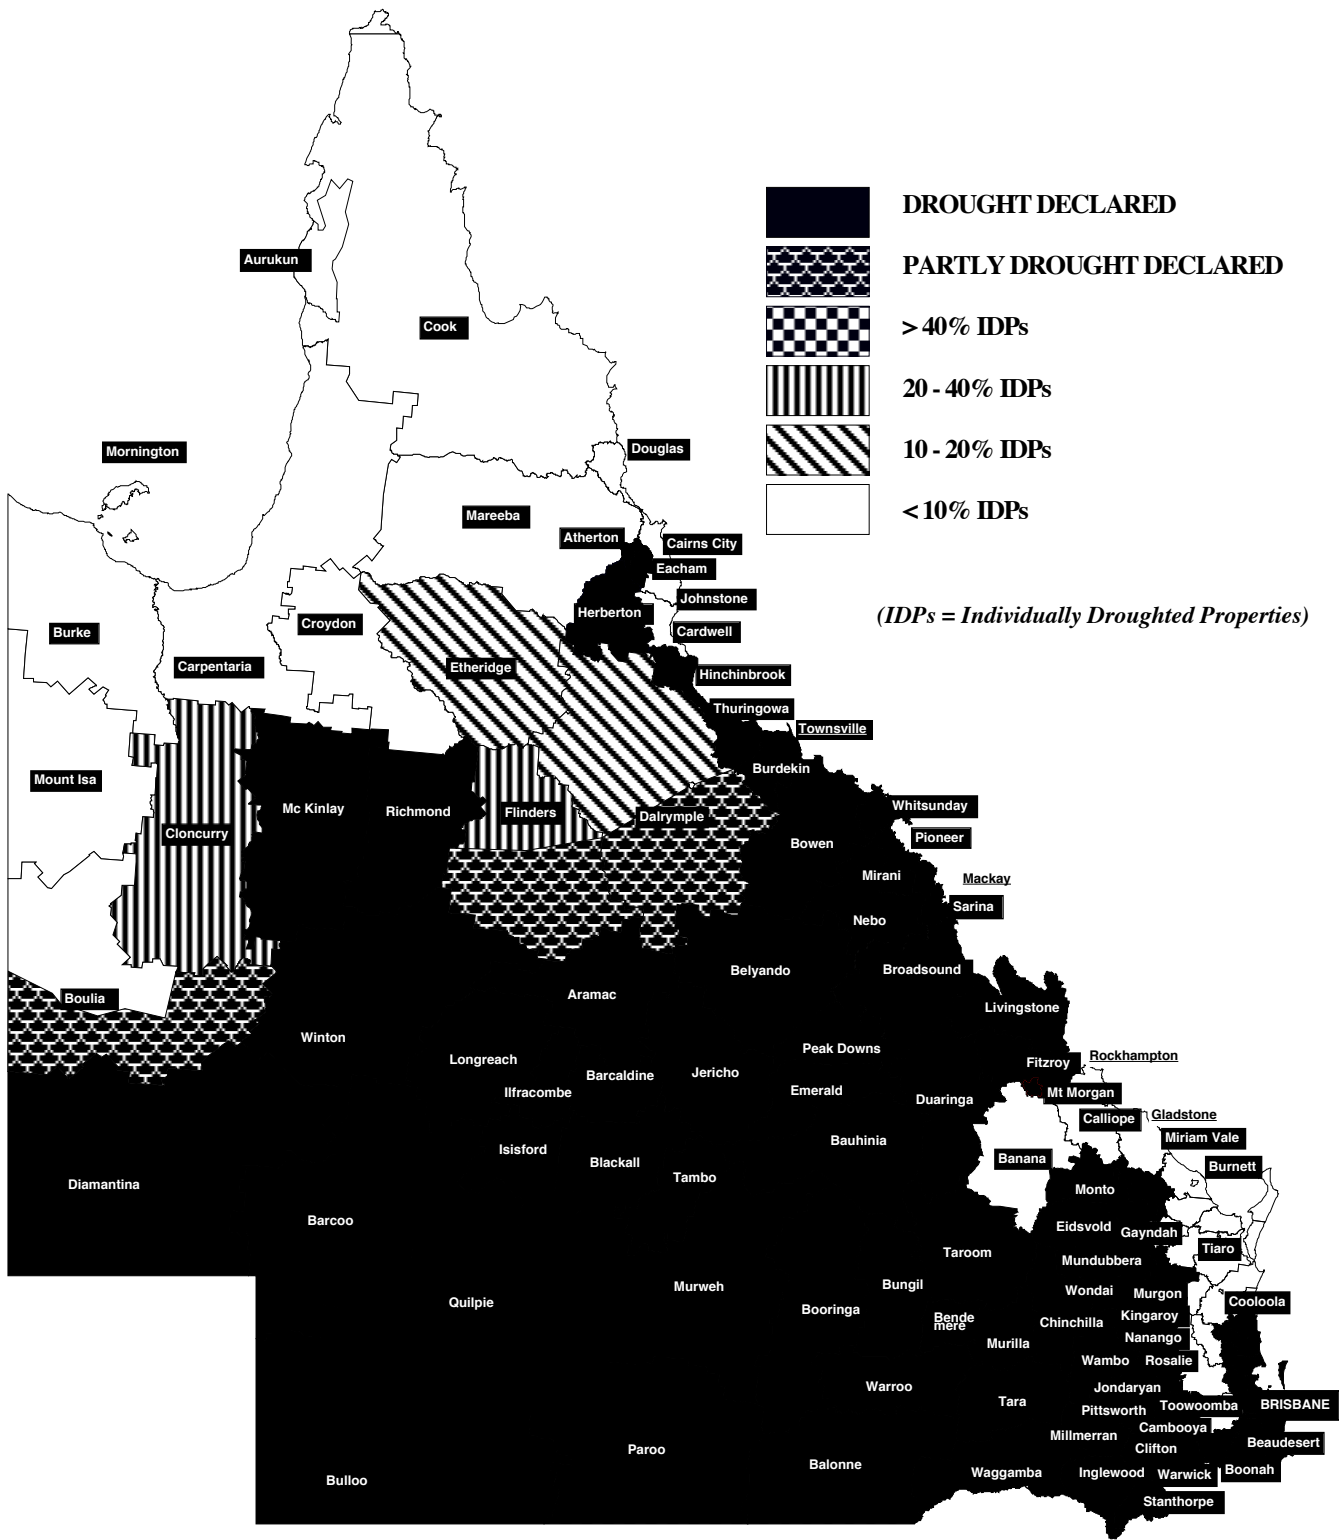 DROUGHT DECLARED
PARTLY DROUGHT DECLARED
> 40% IDPs
20 - 40% IDPs
10 - 20% IDPs
< 10% IDPs
(IDPs = Individually Droughted Properties)
Aurukun
Cook
Mornington
Douglas
Mareeba
Atherton
Cairns City
Eacham
Johnstone
Herberton
Croydon
Burke
Cardwell
Carpentaria
Etheridge
Hinchinbrook
Thuringowa
Townsville
Burdekin
Mount Isa
Mc Kinlay
Richmond
Flinders
Dalrymple
Whitsunday
Cloncurry
Pioneer
Bowen
Mirani
Mackay
Sarina
Nebo
Belyando
Broadsound
Boulia
Aramac
Livingstone
Winton
Longreach
Peak Downs
Rockhampton
Fitzroy
Barcaldine
Jericho
Ilfracombe
Emerald
Mt Morgan
Duaringa
Calliope
Gladstone
Miriam Vale
Bauhinia
Isisford
Blackall
Banana
Burnett
Tambo
Diamantina
Monto
Barcoo
Eidsvold
Gayndah
Tiaro
Taroom
Mundubbera
Murweh
Bungil
Wondai
Murgon
Cooloola
Quilpie
Booringa
Bende
mere
Chinchilla
Kingaroy
Nanango
Murilla
Wambo
Rosalie
Warroo
Jondaryan
Tara
Pittsworth
Toowoomba
BRISBANE
Cambooya
Millmerran
Clifton
Beaudesert
Paroo
Balonne
Waggamba
Inglewood
Warwick
Boonah
Bulloo
Stanthorpe